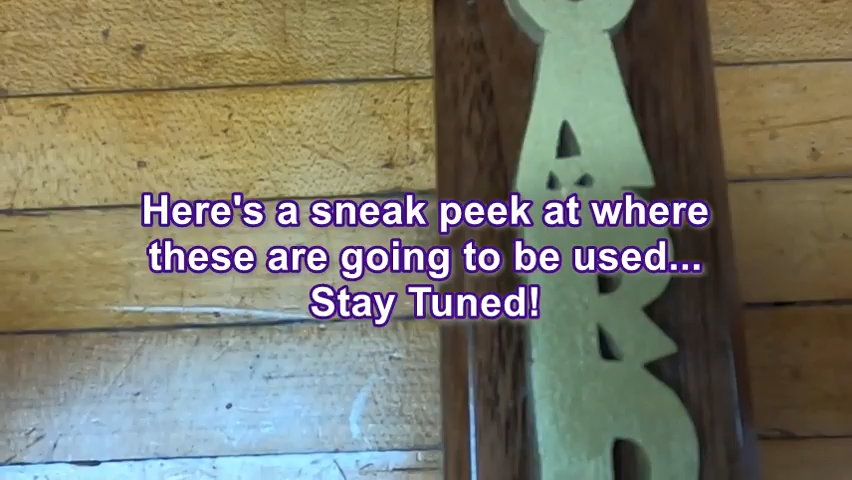 Here's a sneak peek at where
these are going to be used...
Stay Tuned!